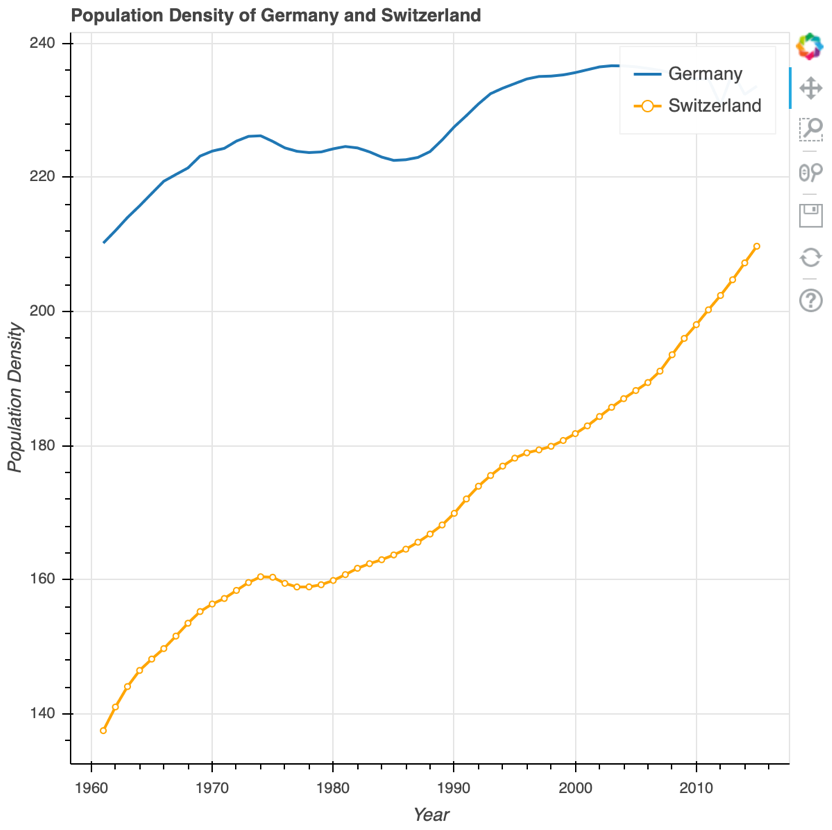 Population Density of Germany and Switzerland
240
220
200
180
160
140
Population Density
Germany
Switzerland
1960
1970
1980
1990
2000
2010
Year